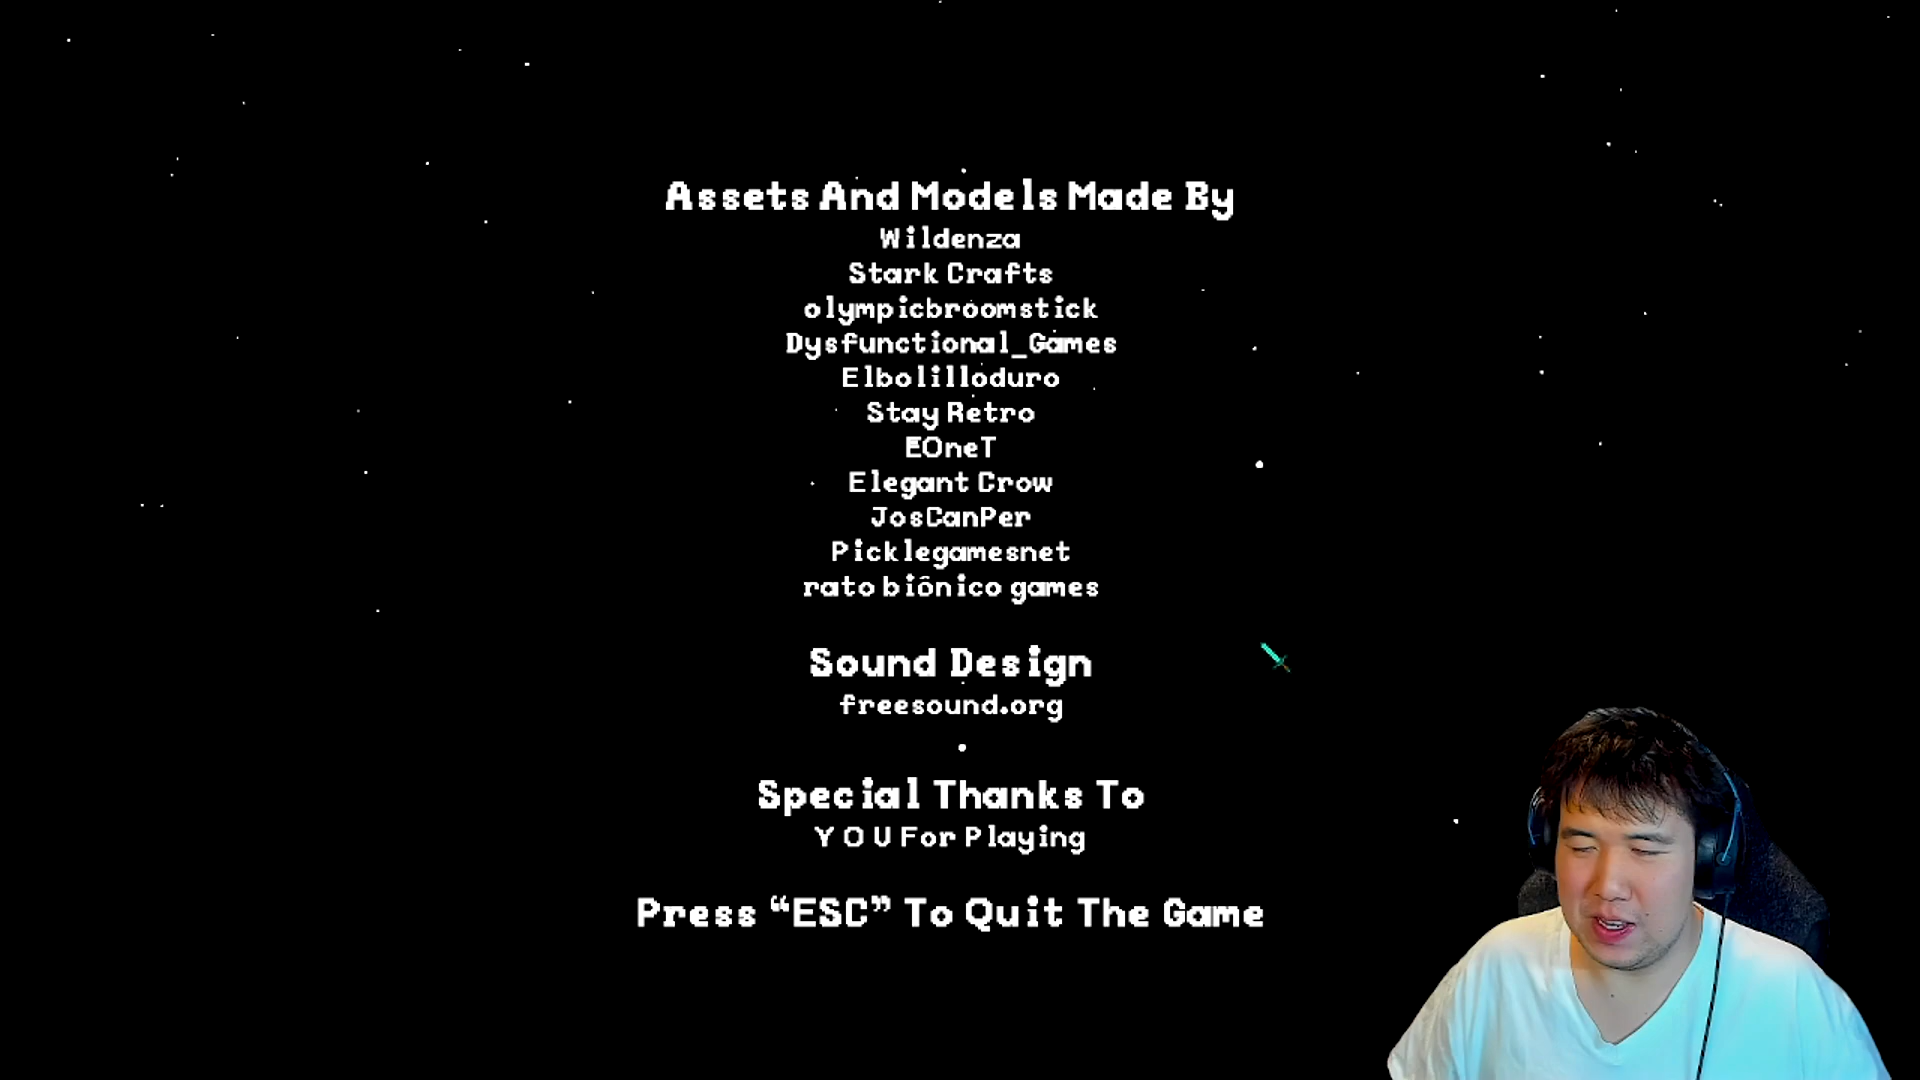 Assets And Models Made By
Wildenza
Stark Crafts
olympicbroomstick
Dysfunctional_Games
Elbolilloduro
Stay Retro
EOneT
Elegant Crow
JosCanPer
Picklegamesnet
rato biônico games
Sound Design
freesound.org
Special Thanks To
Y O U For Playing
Press “ESC” To Quit The Game